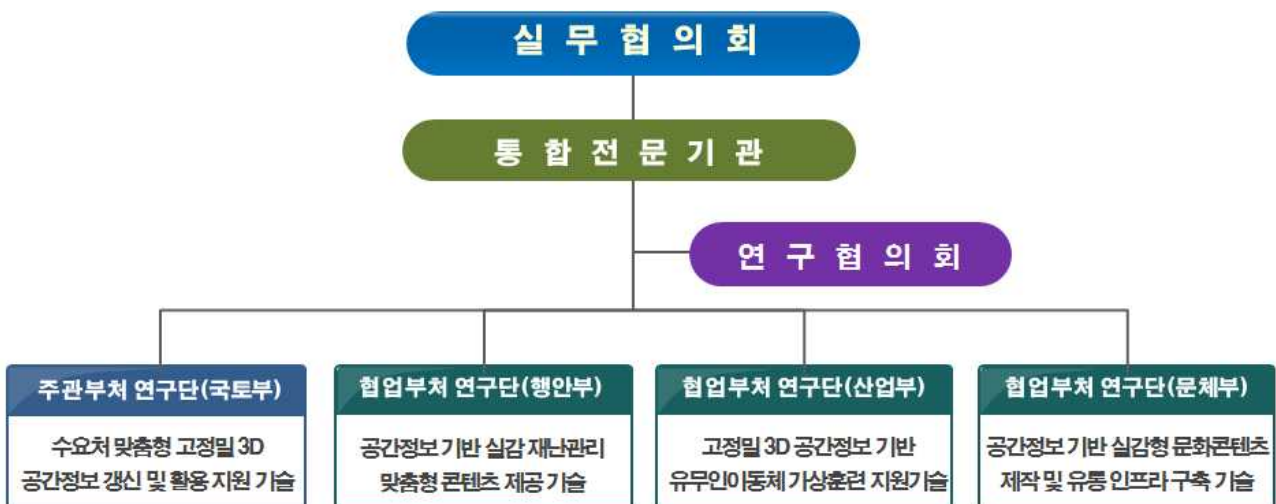 실 무 협 의 회
통 합 전 문 기 관
연 구 협 의 회
주관부처 연구단(국토부)
수요처 맞춤형 고정밀 3D
공간정보 갱신 및 활용 지원 기술
협업부처 연구단(행안부)
공간정보 기반 실감 재난관리
맞춤형 콘텐츠 제공 기술
협업부처 연구단(산업부)
고정밀 3D 공간정보 기반
유무인이동체 가상훈련 지원기술
협업부처 연구단(문체부)
공간정보 기반 실감형 문화콘텐츠
제작 및 유통 인프라 구축 기술